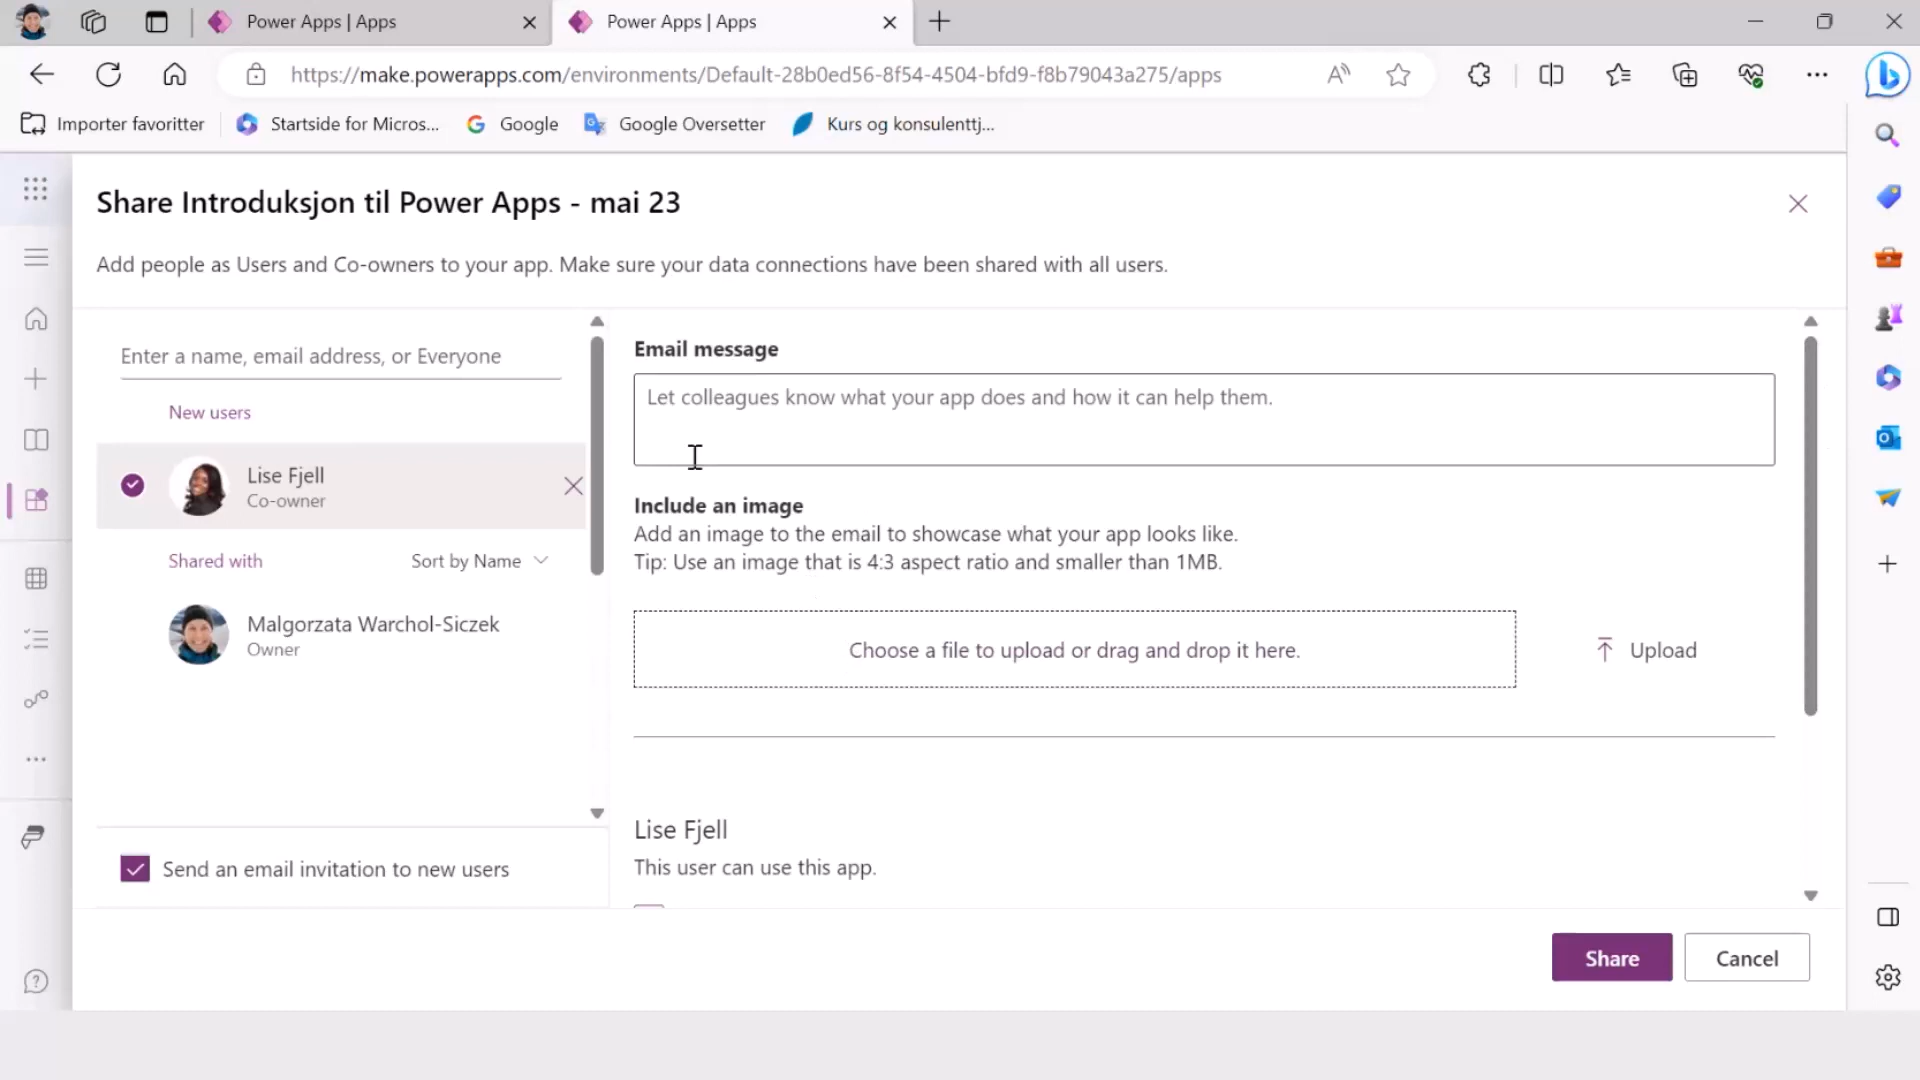 Power Apps | Apps
Power Apps | Apps
https://make.powerapps.com/environments/Default-28b0ed56-8f54-4504-bfd9-f8b79043a275/apps
Importer favoritter
Startside for Micros...
Google
Google Oversetter
Kurs og konsulenttj...
Share Introduksjon til Power Apps - mai 23
Add people as Users and Co-owners to your app. Make sure your data connections have been shared with all users.
Enter a name, email address, or Everyone
New users
Lise Fjell
Co-owner
Shared with
Sort by Name
Malgorzata Warchol-Siczek
Owner
Send an email invitation to new users
Email message
Let colleagues know what your app does and how it can help them.
Include an image
Add an image to the email to showcase what your app looks like.
Tip: Use an image that is 4:3 aspect ratio and smaller than 1MB.
Choose a file to upload or drag and drop it here.
Upload
Lise Fjell
This user can use this app.
Share
Cancel